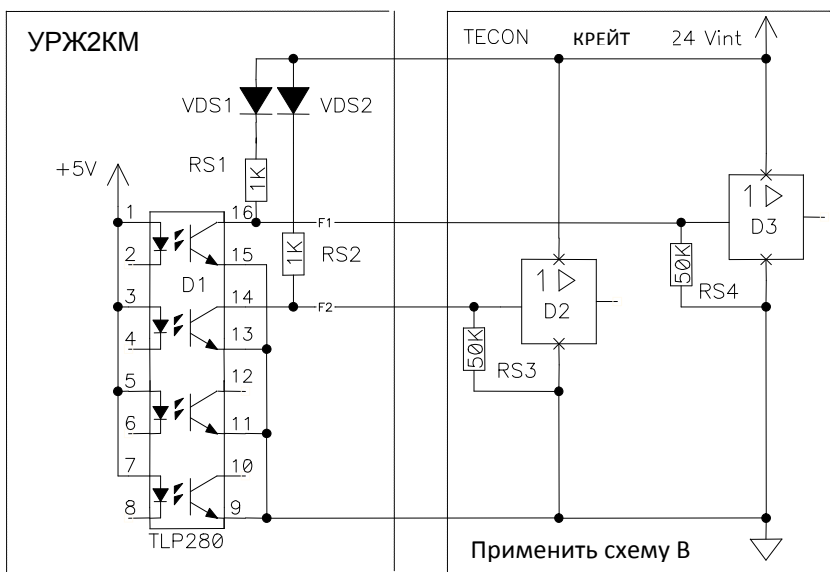 УРЖ2КМ
TECON КРЕЙТ 24 Vint
VDS1 VDS2
RS1
1K
+5V
RS2
1K
1 16 F1
2 15
D1
3 14 F2
4 13
5 12
6 11
7 10
8 9
TLP280
1 D3
50K
RS4
1 D2
50K
RS3
Применить схему В